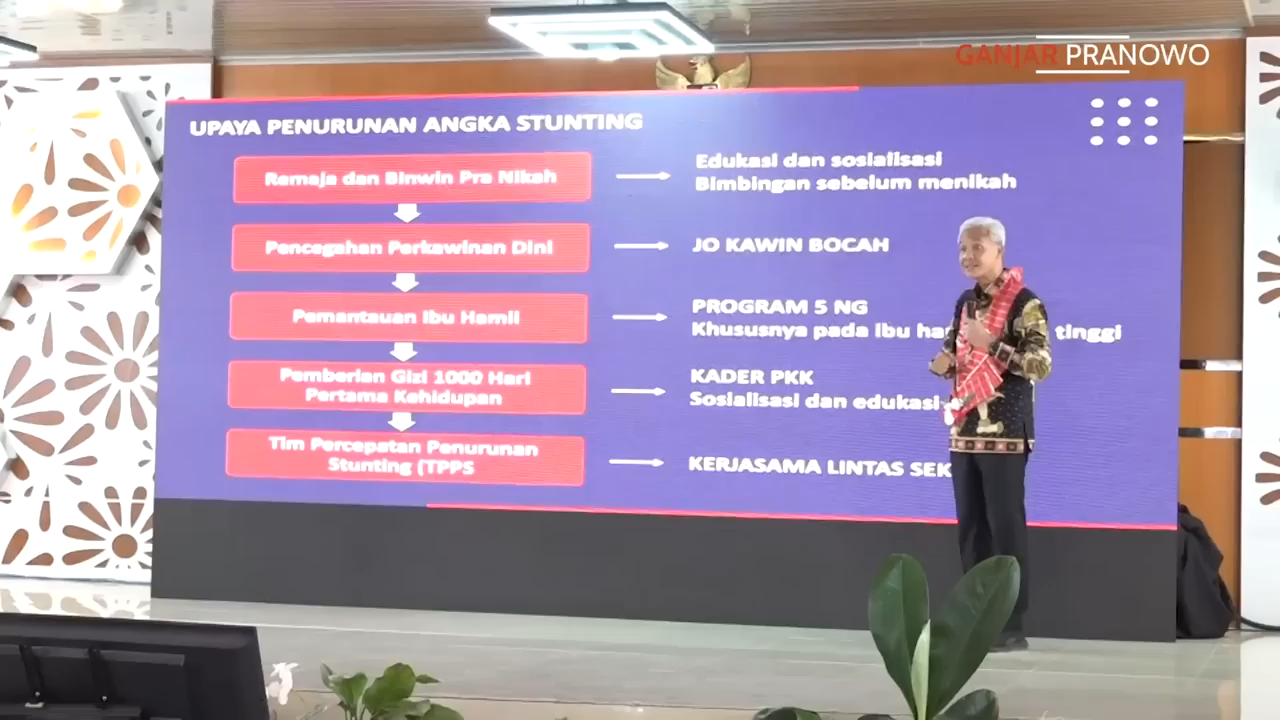 GANJAR PRANOWO
UPAYA PENURUNAN ANGKA STUNTING
Remaja dan Binwin Pra Nikah
Edukasi dan sosialisasi
Bimbingan sebelum menikah
Pencegahan Perkawinan Dini
JO KAWIN BOCAH
Pemantauan Ibu Hamil
PROGRAM 5 NG
Khususnya pada ibu tinggi
Pemberian Gizi 1000 Hari
Pertama Kehidupan
KADER PKK
Sosialisasi dan edukasi
Tim Percepatan Penurunan
Stunting (TPPS
KERJASAMA LINTAS